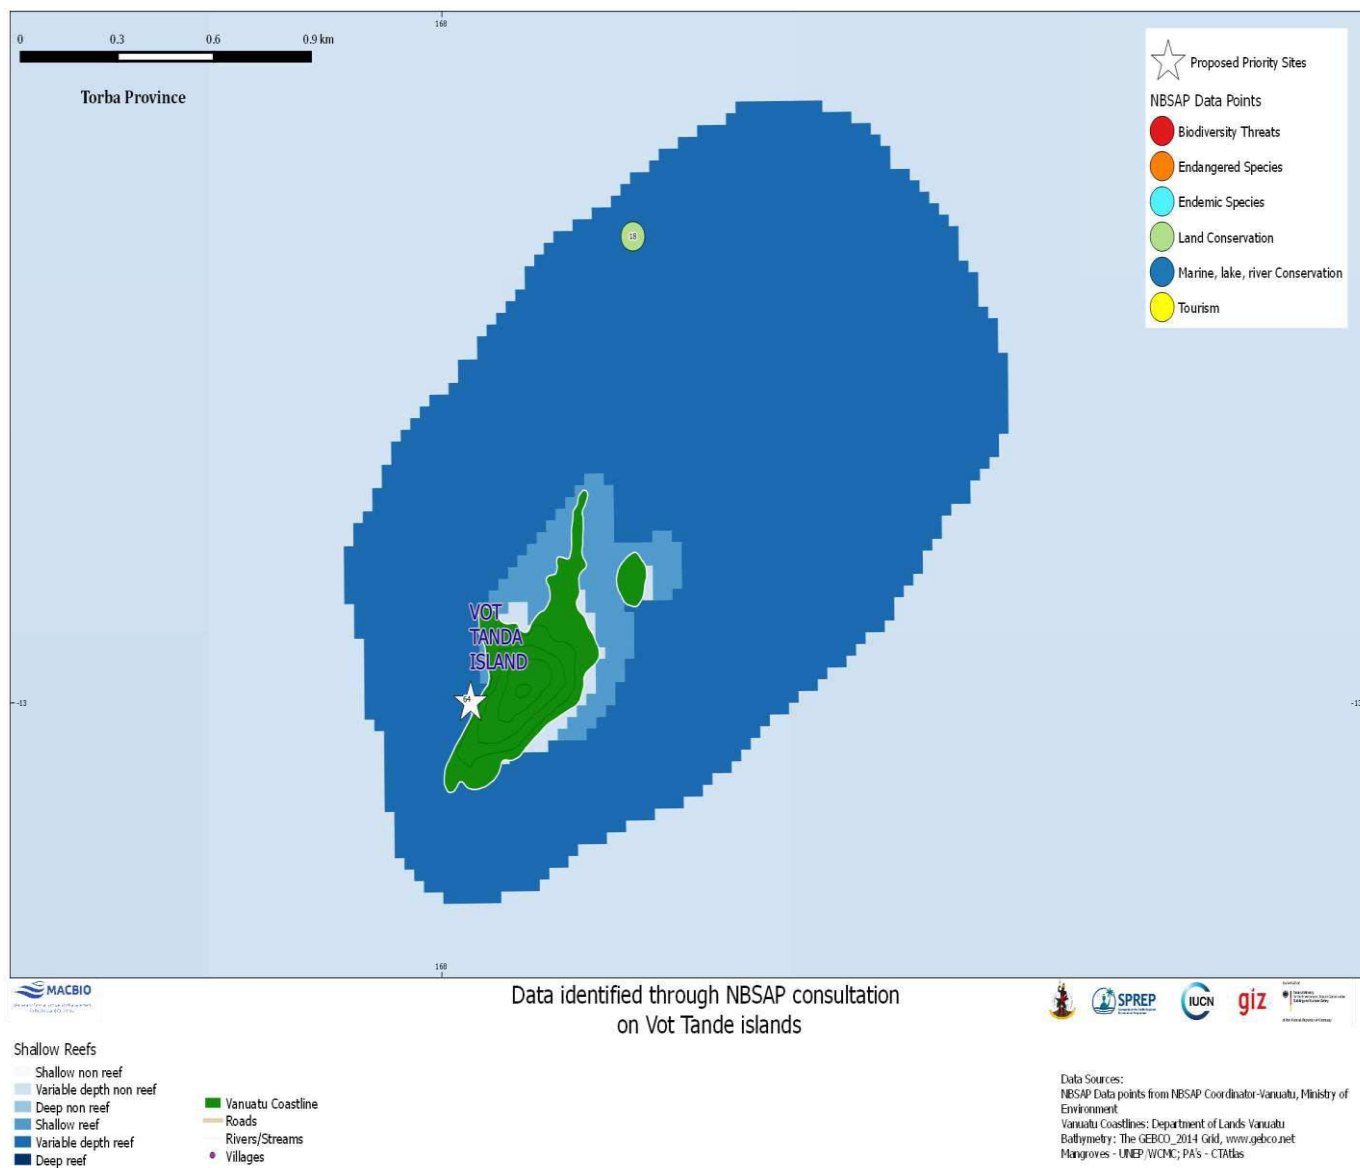 168
0 0.3 0.6 0.9 km
Torba Province
Proposed Priority Sites
NBSAP Data Points
Biodiversity Threats
Endangered Species
Endemic Species
Land Conservation
Marine, lake, river Conservation
Tourism
18
VOT
TANDA
ISLAND
64
-13
168
MACBIO
Data identified through NBSAP consultation
on Vot Tande islands
SPREP
IUCN
giz
Shallow Reefs
Shallow non reef
Variable depth non reef
Deep non reef
Shallow reef
Variable depth reef
Deep reef
Vanuatu Coastline
Roads
Rivers/Streams
Villages
Data Sources:
NBSAP Data points from NBSAP Coordinator-Vanuatu, Ministry of
Environment
Vanuatu Coastlines: Department of Lands Vanuatu
Bathymetry: The GEBCO_2014 Grid, www.gebco.net
Mangroves - UNEP/WCMC; PA's - CTAtlas